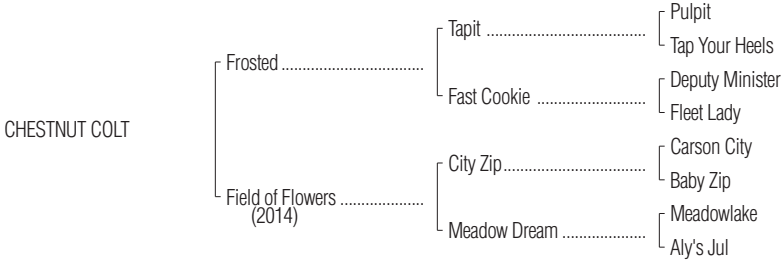 Pulpit
Tapit ....................................
Tap Your Heels
Frosted ................................
Deputy Minister
Fast Cookie ........................
Fleet Lady
CHESTNUT COLT
Carson City
City Zip................................
Baby Zip
Field of Flowers ...................
(2014)
Meadowlake
Meadow Dream ...................
Aly's Jul